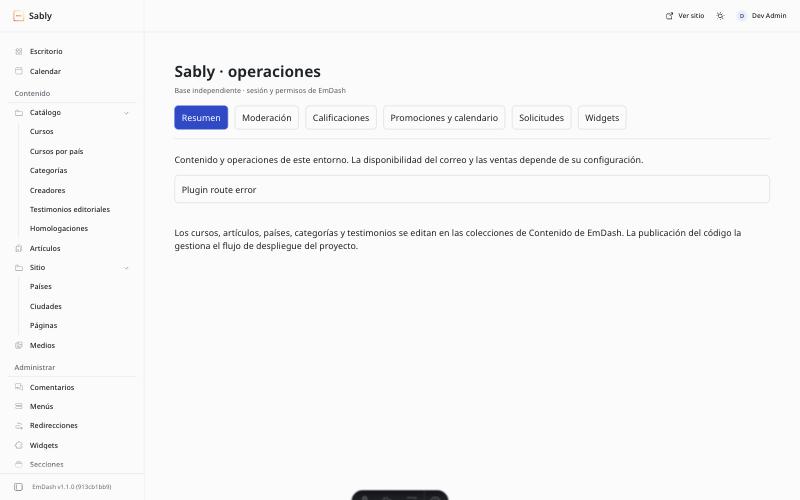 Sably
Ver sitio
D
Dev Admin
Escritorio
Calendar
Contenido
Catálogo
Cursos
Cursos por país
Categorías
Creadores
Testimonios editoriales
Homologaciones
Artículos
Sitio
Países
Ciudades
Páginas
Medios
Administrar
Comentarios
Menús
Redirecciones
Widgets
Secciones
EmDash v1.1.0 (913cb1bb9)
Sably · operaciones
Base independiente · sesión y permisos de EmDash
Resumen
Moderación
Calificaciones
Promociones y calendario
Solicitudes
Widgets
Contenido y operaciones de este entorno. La disponibilidad del correo y las ventas depende de su configuración.
Plugin route error
Los cursos, artículos, países, categorías y testimonios se editan en las colecciones de Contenido de EmDash. La publicación del código la
gestiona el flujo de despliegue del proyecto.